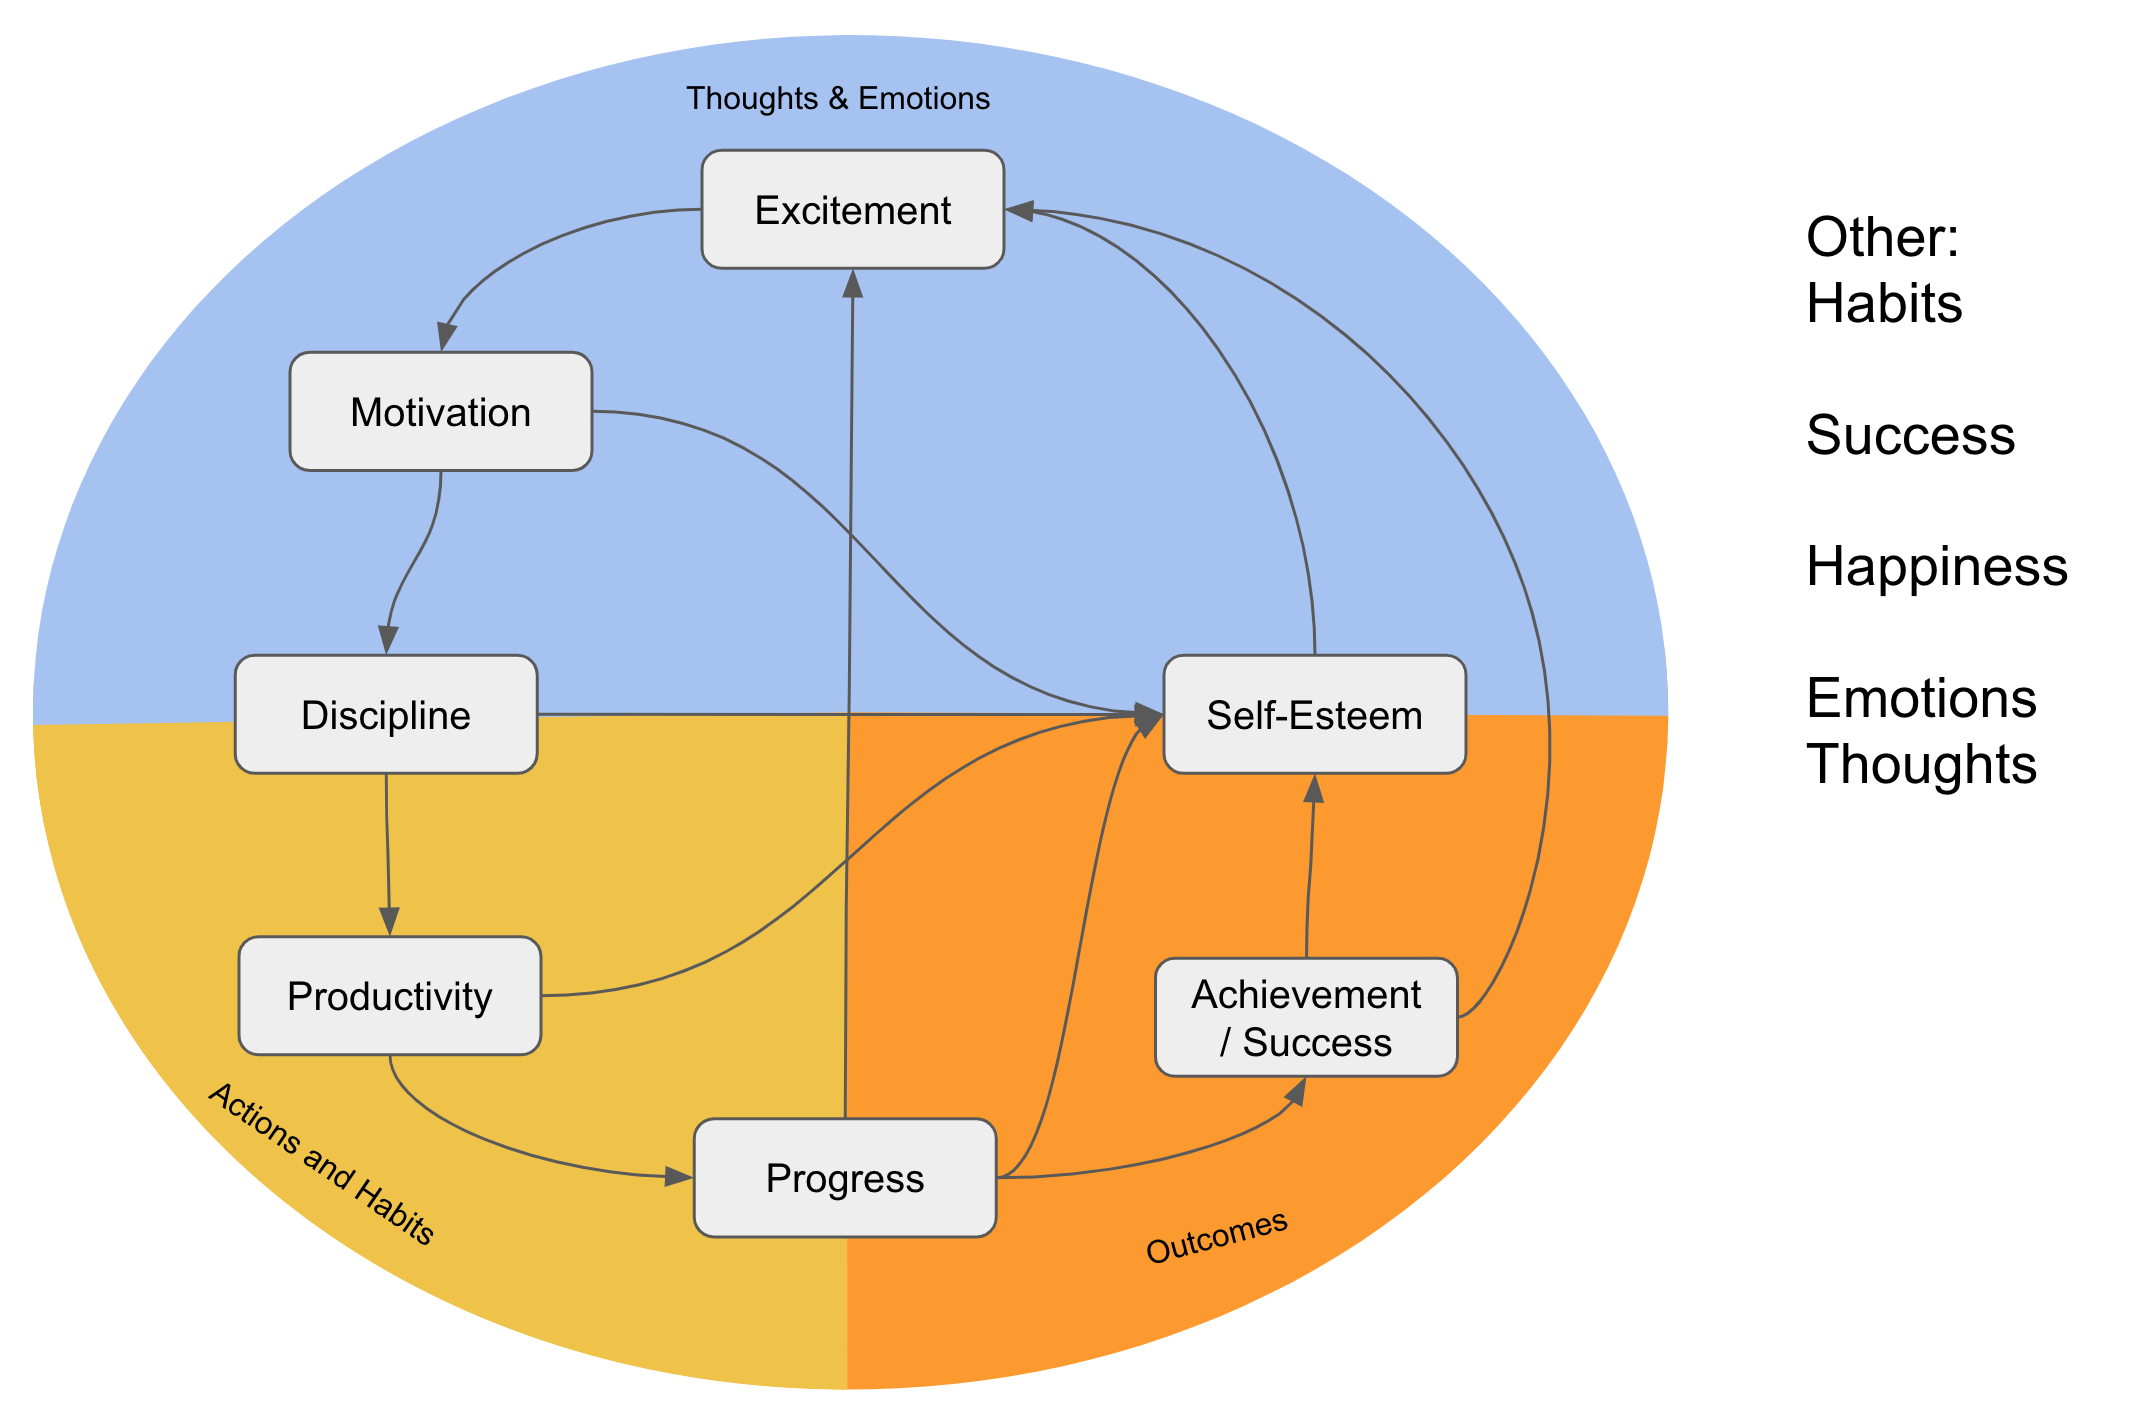 Thoughts & Emotions
Excitement
Motivation
Discipline
Self-Esteem
Productivity
Achievement
/ Success
Progress
Actions and Habits
Outcomes
Other:
Habits
Success
Happiness
Emotions
Thoughts